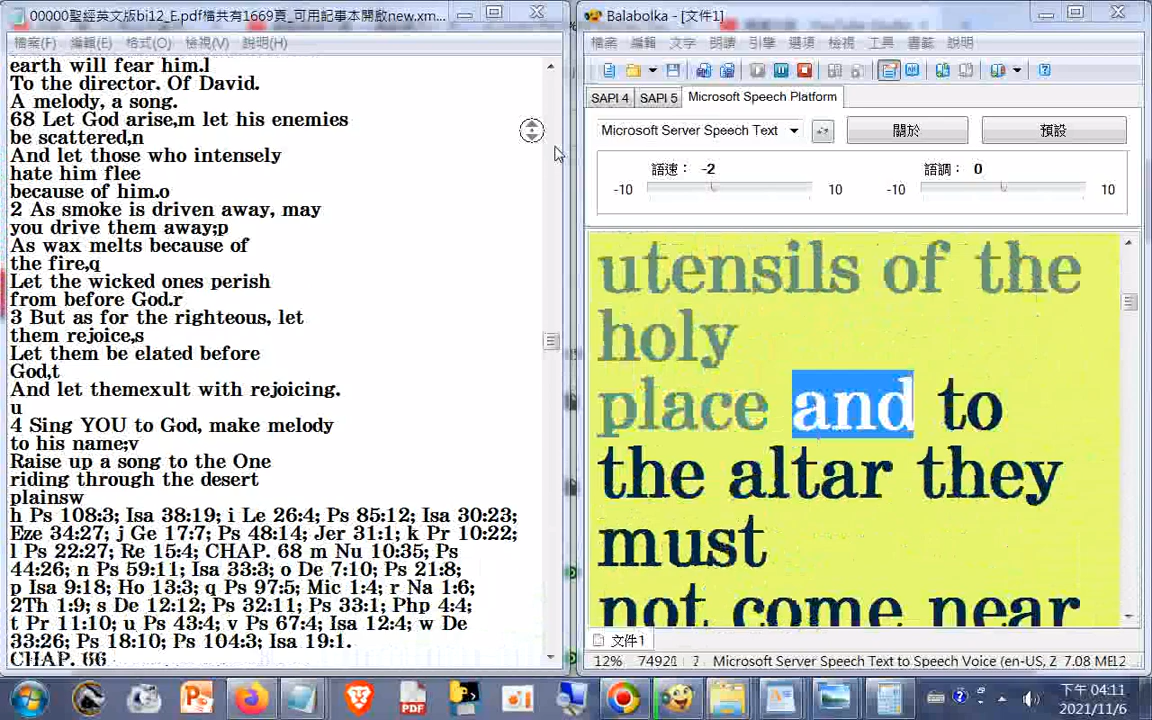 00000聖經英文版bi12_E.pdf檔共有1669頁_可用記事本開啟new.xm...
檔案(F) 編輯(E) 格式(O) 檢視(V) 說明(H)
earth will fear him.l
To the director. Of David.
A melody, a song.
68 Let God arise,m let his enemies
be scattered,n
And let those who intensely
hate him flee
because of him.o
2 As smoke is driven away, may
you drive them away;p
As wax melts because of
the fire,q
Let the wicked ones perish
from before God.r
3 But as for the righteous, let
them rejoice,s
Let them be elated before
God,t
And let themexult with rejoicing.
u
4 Sing YOU to God, make melody
to his name;v
Raise up a song to the One
riding through the desert
plainsw
h Ps 108:3; Isa 38:19; i Le 26:4; Ps 85:12; Isa 30:23;
Eze 34:27; j Ge 17:7; Ps 48:14; Jer 31:1; k Pr 10:22;
l Ps 22:27; Re 15:4; CHAP. 68 m Nu 10:35; Ps
44:26; n Ps 59:11; Isa 33:3; o De 7:10; Ps 21:8;
p Isa 9:18; Ho 13:3; q Ps 97:5; Mic 1:4; r Na 1:6;
2Th 1:9; s De 12:12; Ps 32:11; Ps 33:1; Php 4:4;
t Pr 11:10; u Ps 43:4; v Ps 67:4; Isa 12:4; w De
33:26; Ps 18:10; Ps 104:3; Isa 19:1.
CHAP. 66
Balabolka - [文件1]
檔案 編輯 文字 朗讀 引擎 選項 檢視 工具 書籤 說明
SAPI 4 SAPI 5 Microsoft Speech Platform
Microsoft Server Speech Text 關於 預設
語速： -2 語調： 0
-10 10 -10 10
utensils of the
holy
place and to
the altar they
must
not come near
文件1
12% 74921 ? Microsoft Server Speech Text to Speech Voice (en-US, Z 7.08 ME12
下午 04:11
2021/11/6